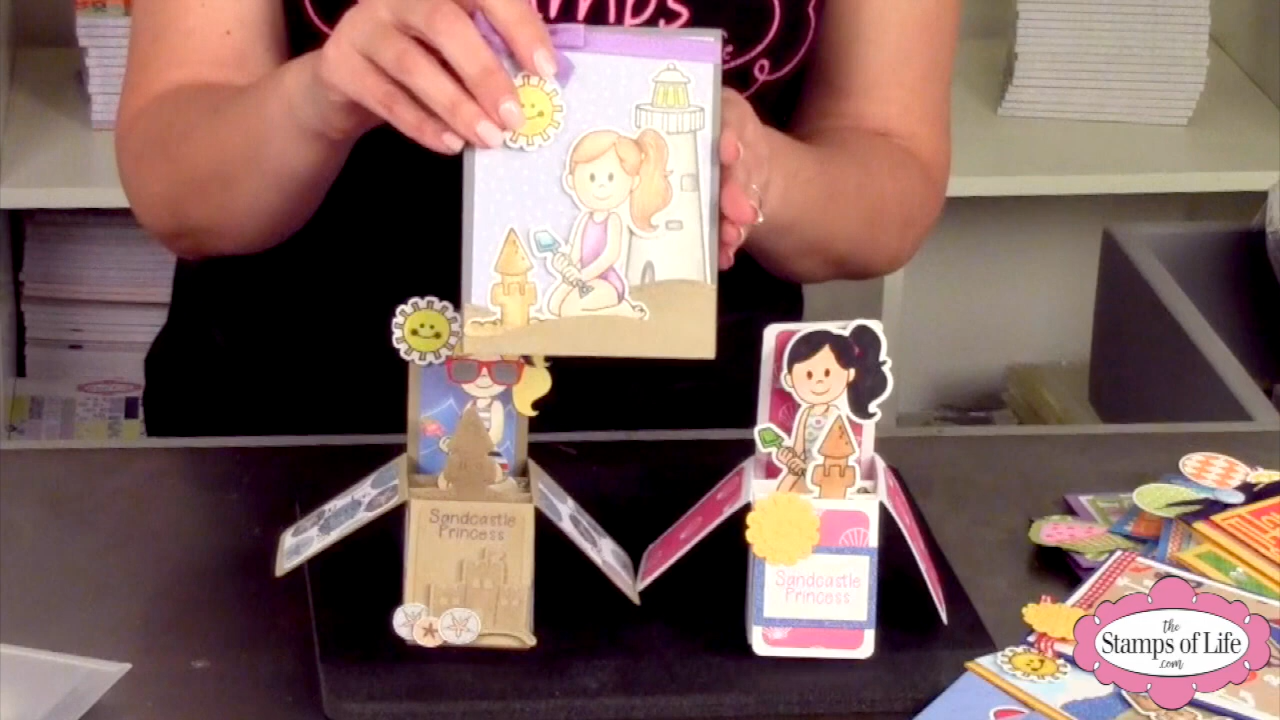 Sandcastle
Princess
Sandcastle
Princess
the
Stamps of Life
.com